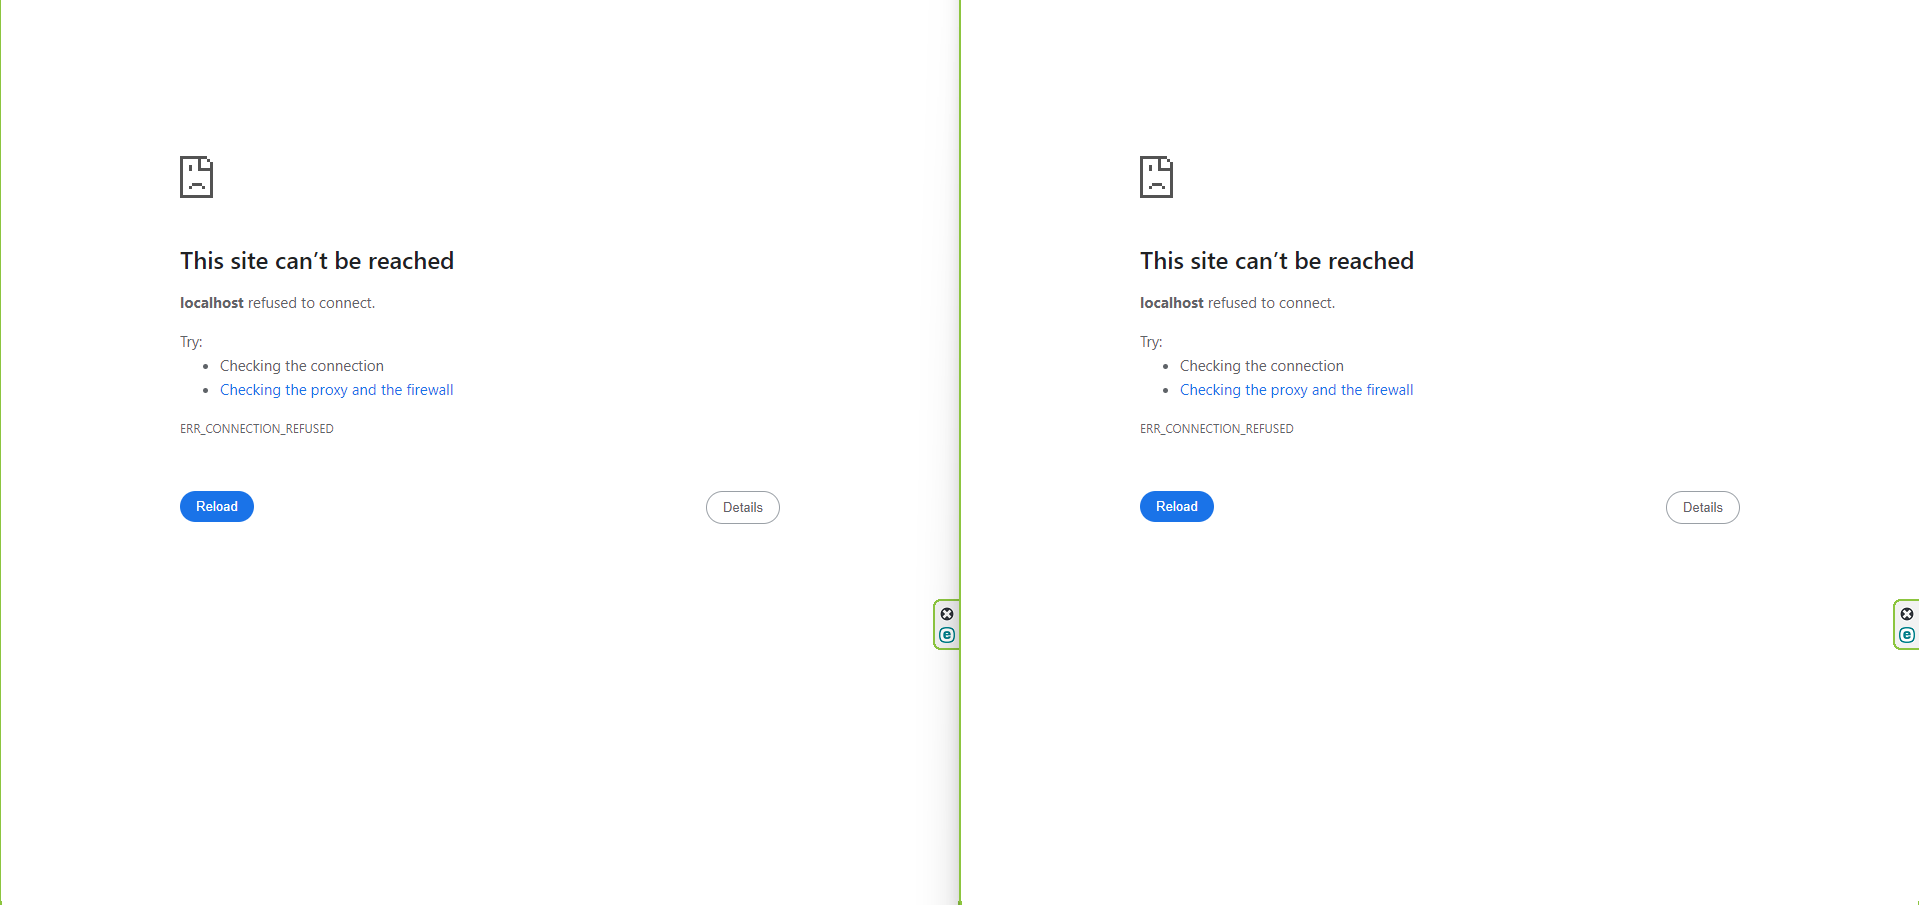 This site can’t be reached
localhost refused to connect.
Try:
Checking the connection
Checking the proxy and the firewall
ERR_CONNECTION_REFUSED
Reload
Details
e
This site can’t be reached
localhost refused to connect.
Try:
Checking the connection
Checking the proxy and the firewall
ERR_CONNECTION_REFUSED
Reload
Details
e